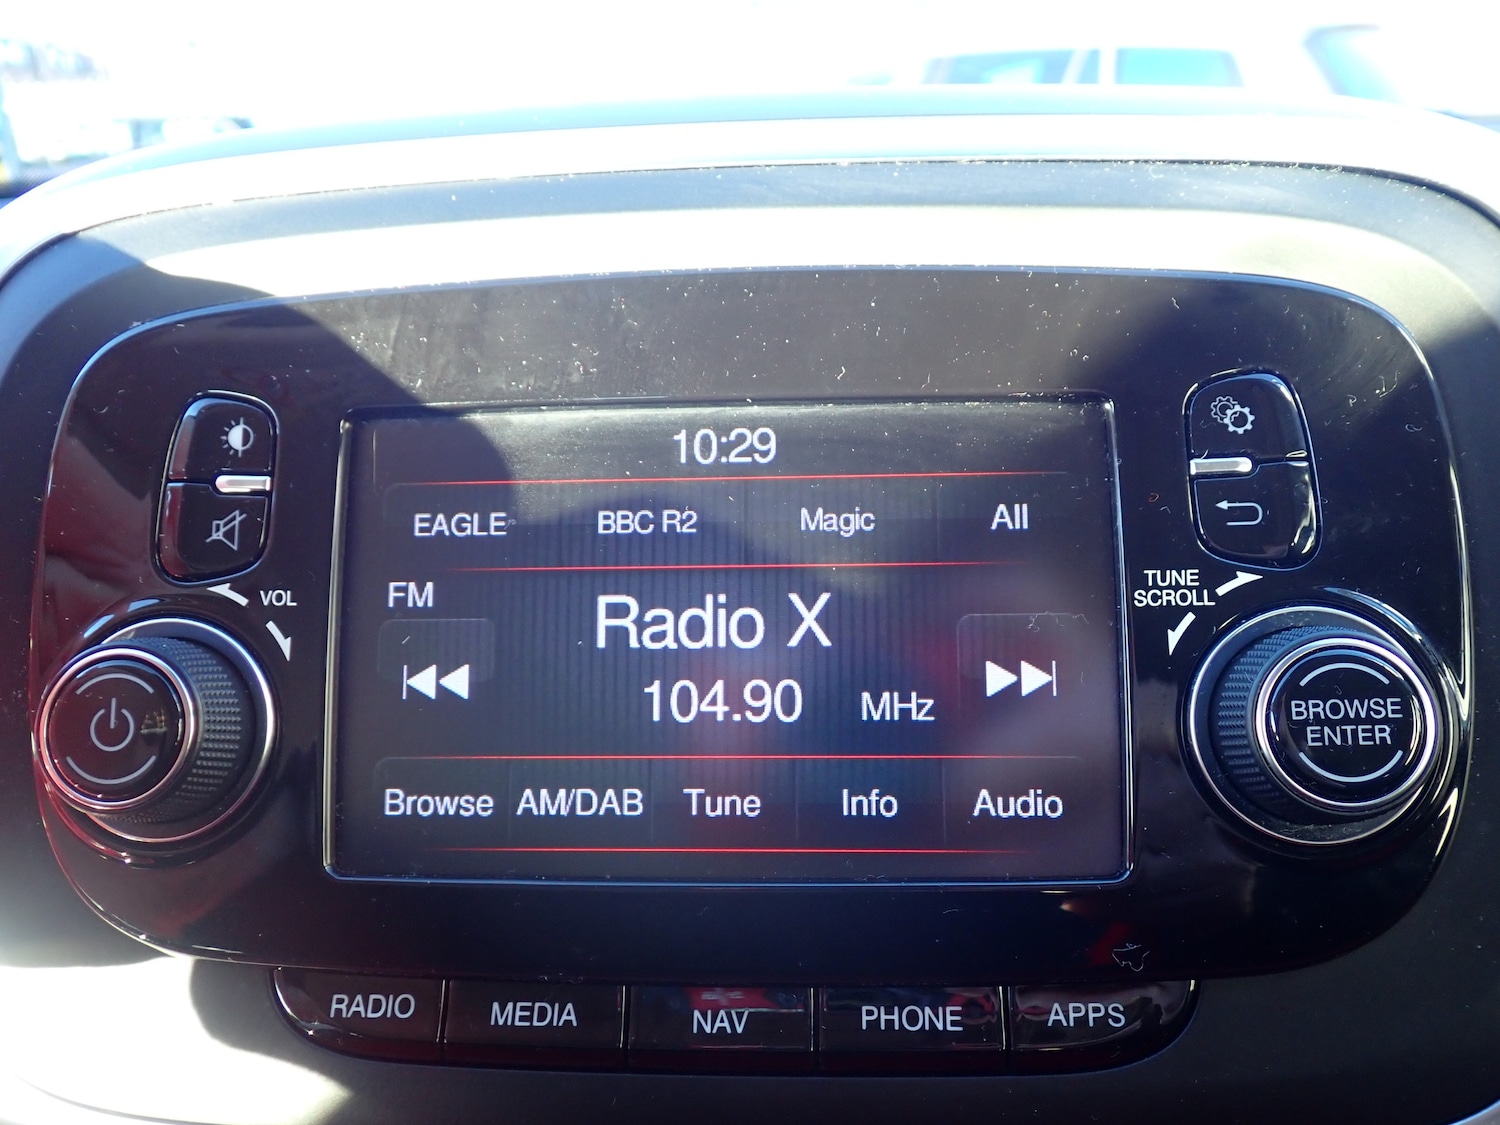 10:29
EAGLE BBC R2 Magic All
FM
Radio X
104.90 MHz
Browse AM/DAB Tune Info Audio
VOL
TUNE
SCROLL
BROWSE
ENTER
RADIO MEDIA NAV PHONE APPS